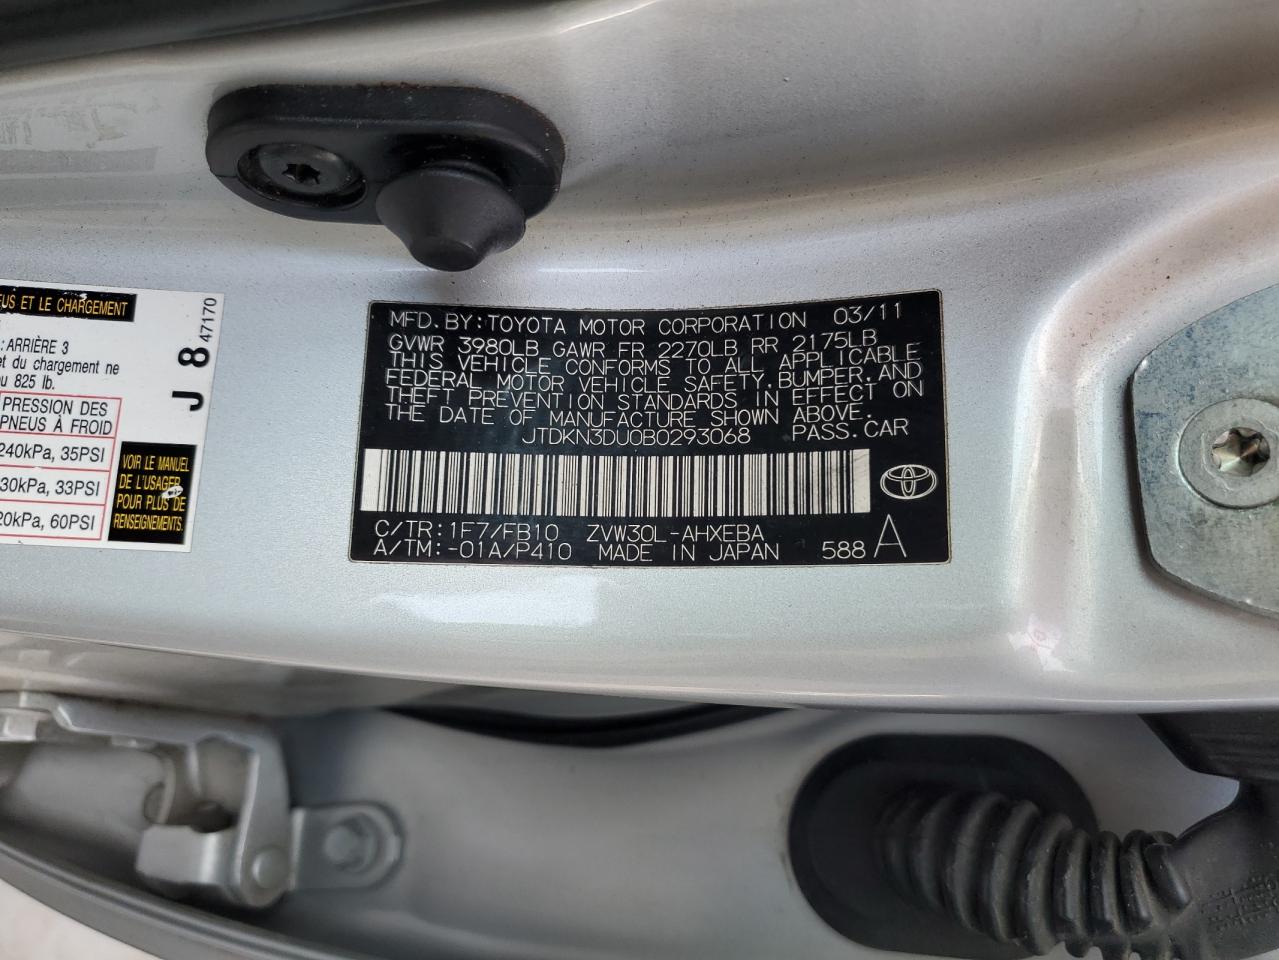 MFD. BY: TOYOTA MOTOR CORPORATION 03/11
GVWR 3980LB GAWR FR 2270LB RR 2175LB
THIS VEHICLE CONFORMS TO ALL APPLICABLE
FEDERAL MOTOR VEHICLE SAFETY, BUMPER, AND
THEFT PREVENTION STANDARDS IN EFFECT ON
THE DATE OF MANUFACTURE SHOWN ABOVE.
JTDKN3DU0B0293068 PASS.CAR
C/TR: 1F7/FB10 ZVW30L-AHXEBA
A/TM: -01A/P410 MADE IN JAPAN 588 A
ET LE CHARGEMENT
: ARRIÈRE 3
du chargement ne
825 lb.
PRESSION DES
PNEUS À FROID
240kPa, 35PSI
30kPa, 33PSI
20kPa, 60PSI
VOIR LE MANUEL
DE L'USAGER
POUR PLUS DE
RENSEIGNEMENTS.
J 8 47170